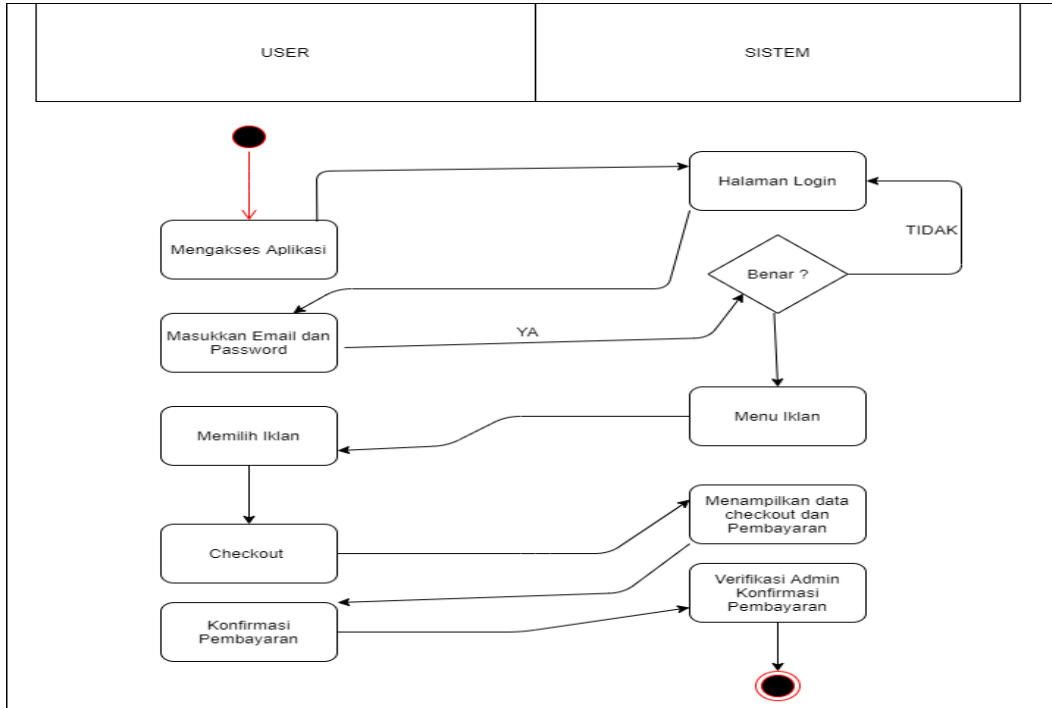 USER
SISTEM
Halaman Login
Mengakses Aplikasi
TIDAK
Benar ?
Masukkan Email dan
Password
YA
Memilih Iklan
Menu Iklan
Menampilkan data
checkout dan
Pembayaran
Checkout
Verifikasi Admin
Konfirmasi
Pembayaran
Konfirmasi
Pembayaran